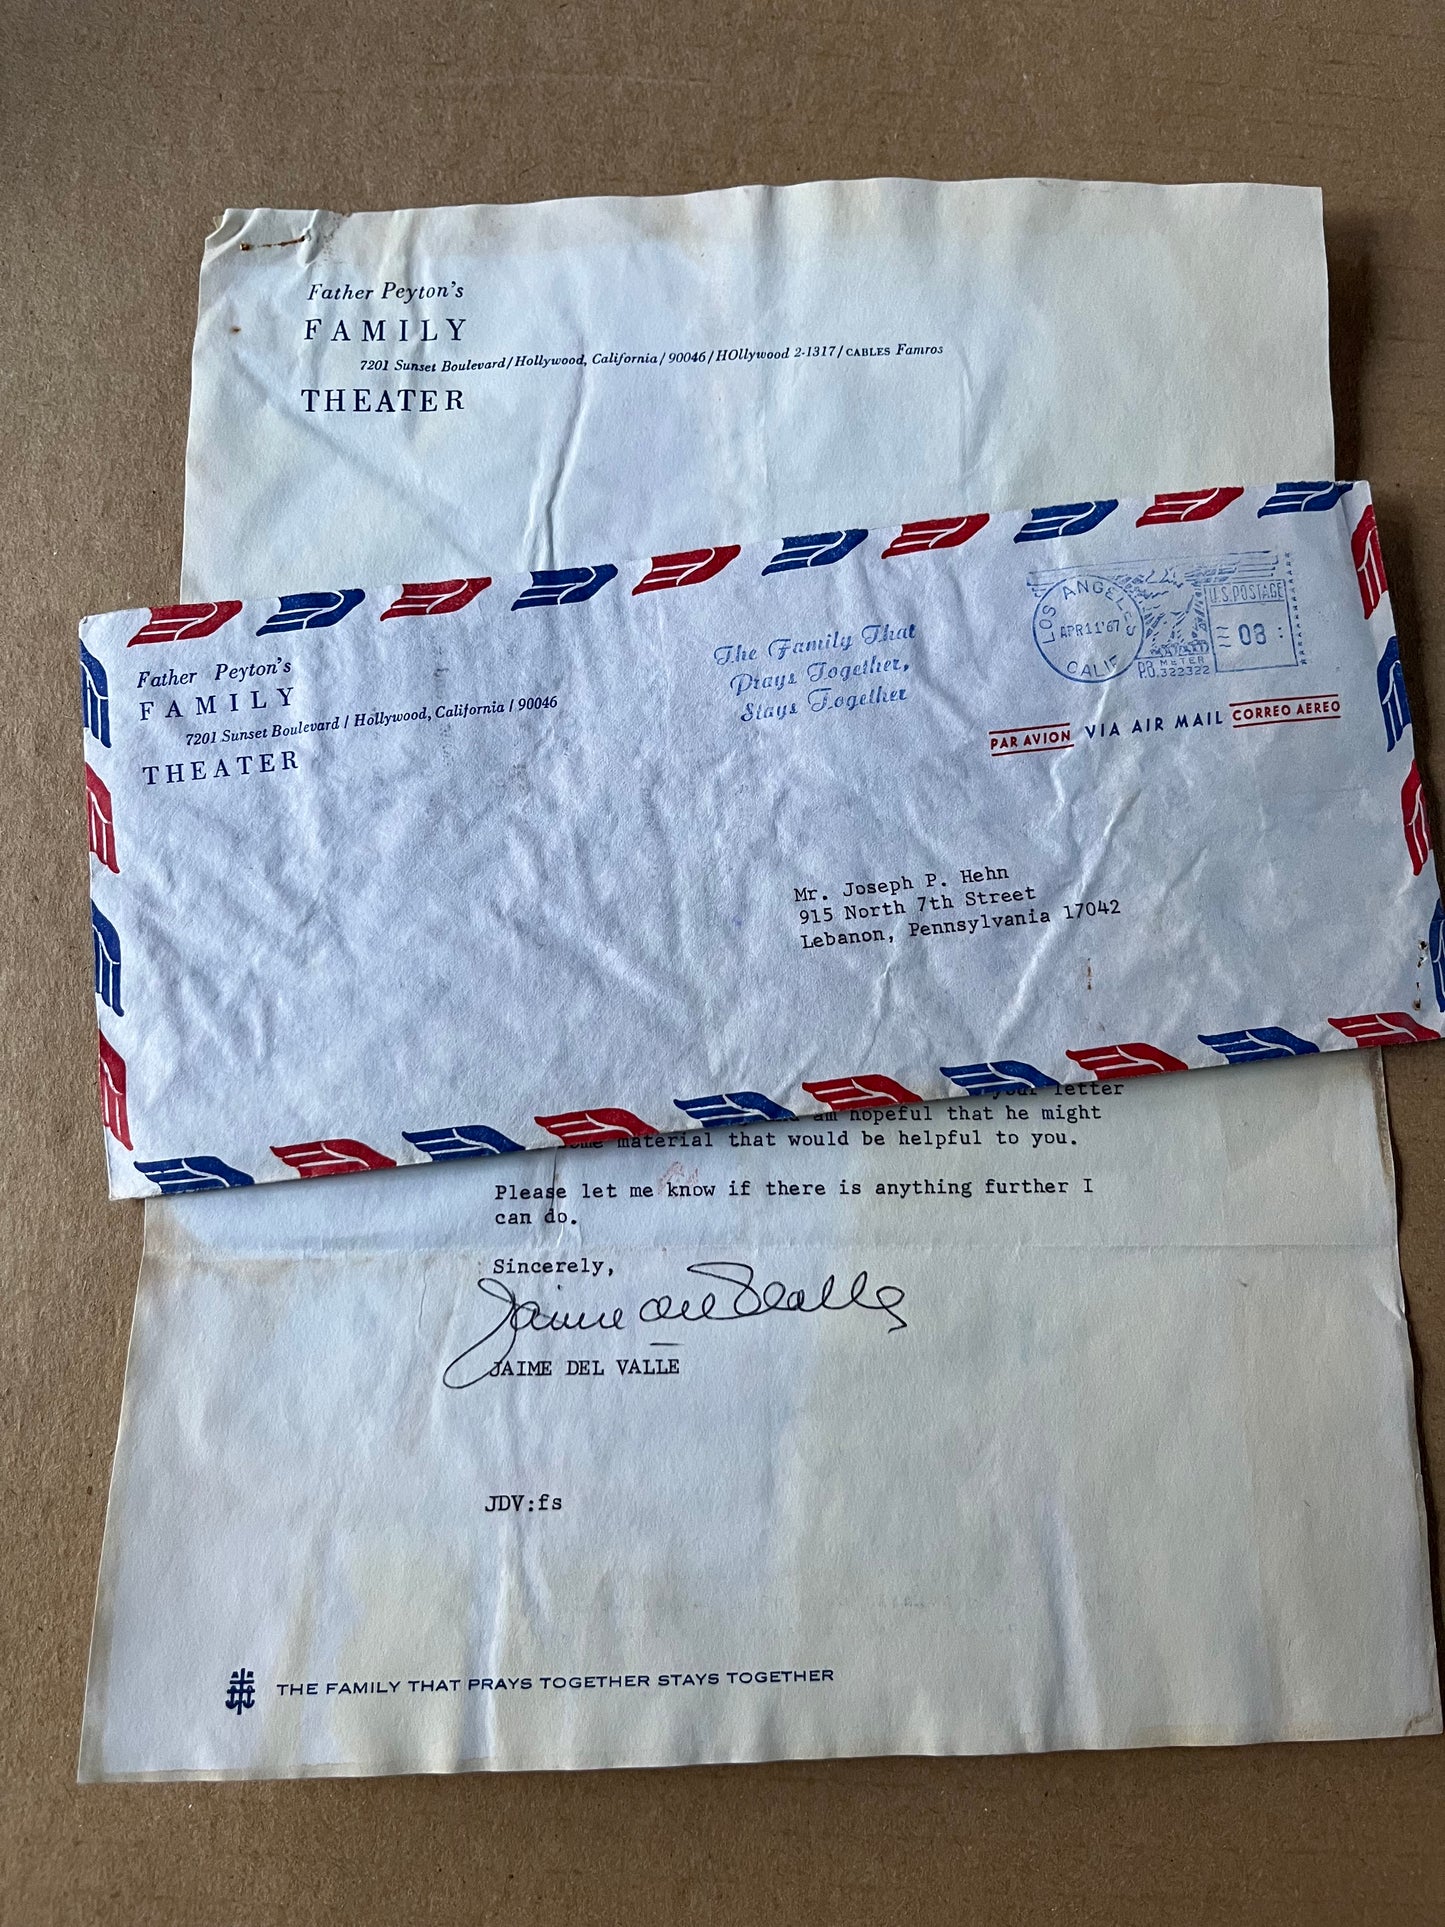 Father Peyton's
FAMILY
7201 Sunset Boulevard/Hollywood, California/90046/HOllywood 2-1317/CABLES Famros
THEATER
Father Peyton's
FAMILY
7201 Sunset Boulevard / Hollywood, California / 90046
THEATER
The Family That
Prays Together,
Stays Together
LOS ANGELES
APR 11 '67
CALIF
U.S. POSTAGE
08
P.B. METER
322322
PAR AVION VIA AIR MAIL CORREO AEREO
Mr. Joseph P. Hehn
915 North 7th Street
Lebanon, Pennsylvania 17042
your letter
am hopeful that he might
material that would be helpful to you.
Please let me know if there is anything further I
can do.
Sincerely,
Jaime del Valle
JAIME DEL VALLE
JDV:fs
THE FAMILY THAT PRAYS TOGETHER STAYS TOGETHER